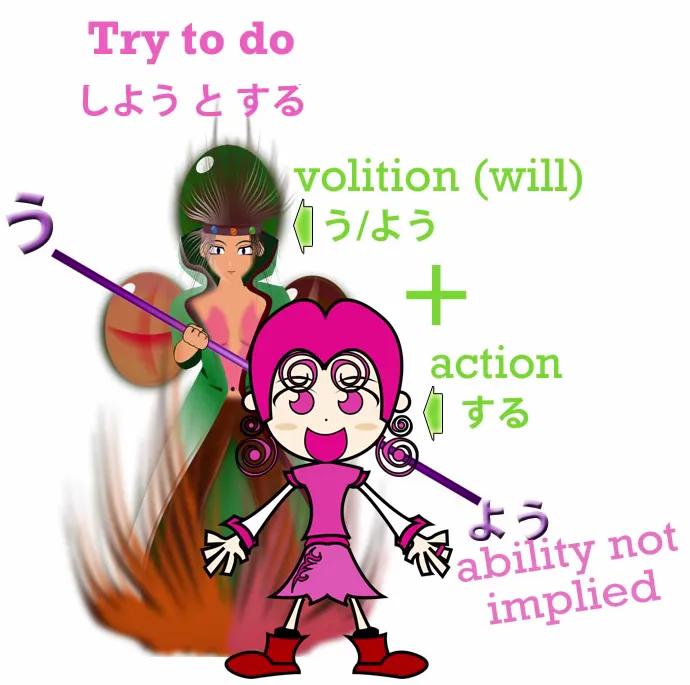 Try to do
しよう と する
volition (will)
う/よう
う
+
action
する
よう
ability not
implied